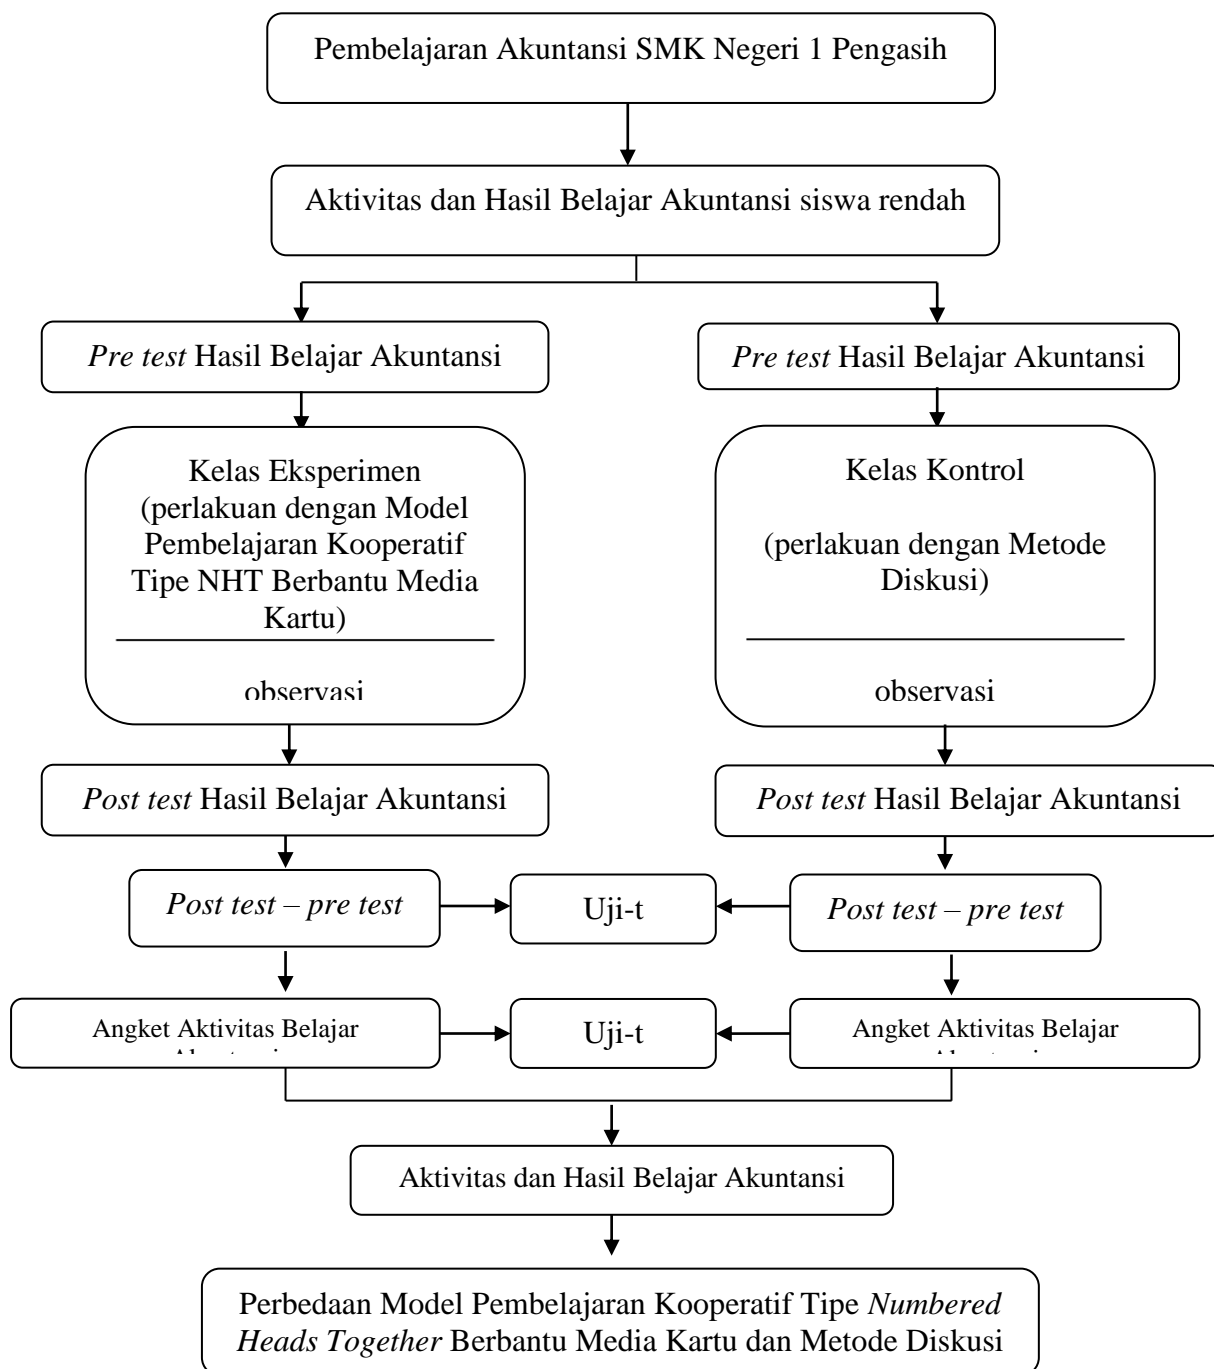 Pembelajaran Akuntansi SMK Negeri 1 Pengasih
Aktivitas dan Hasil Belajar Akuntansi siswa rendah
Pre test Hasil Belajar Akuntansi
Pre test Hasil Belajar Akuntansi
Kelas Eksperimen
(perlakuan dengan Model
Pembelajaran Kooperatif
Tipe NHT Berbantu Media
Kartu)
observasi
Kelas Kontrol
(perlakuan dengan Metode
Diskusi)
observasi
Post test Hasil Belajar Akuntansi
Post test Hasil Belajar Akuntansi
Post test – pre test
Uji-t
Post test – pre test
Angket Aktivitas Belajar
Uji-t
Angket Aktivitas Belajar
Aktivitas dan Hasil Belajar Akuntansi
Perbedaan Model Pembelajaran Kooperatif Tipe Numbered
Heads Together Berbantu Media Kartu dan Metode Diskusi